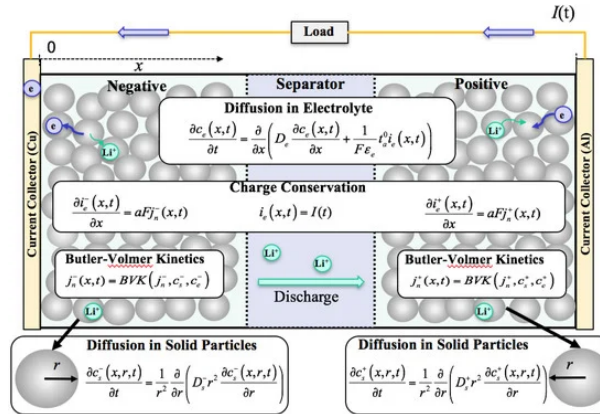 I(t)
Load
0
x
Negative Separator Positive
e
Current Collector (Cu)
Current Collector (Al)
Diffusion in Electrolyte
∂c_e(x,t)/∂t = ∂/∂x (D_e ∂c_e(x,t)/∂x + 1/(Fε_e) t_a^0 i_e(x,t))
e
Li⁺
Li⁺
e
Charge Conservation
∂i_e^-(x,t)/∂x = aFj_n^-(x,t) i_e(x,t) = I(t) ∂i_e^+(x,t)/∂x = aFj_n^+(x,t)
Butler-Volmer Kinetics
j_n^-(x,t) = BVK(j_n^-, c_s^-, c_e^-)
Li⁺
Li⁺
Li⁺
Discharge
Butler-Volmer Kinetics
j_n^+(x,t) = BVK(j_n^+, c_s^+, c_e^+)
Li⁺
Diffusion in Solid Particles
r
∂c_s^-(x,r,t)/∂t = 1/r² ∂/∂r (D_s^- r² ∂c_s^-(x,r,t)/∂r)
Diffusion in Solid Particles
∂c_s^+(x,r,t)/∂t = 1/r² ∂/∂r (D_s^+ r² ∂c_s^+(x,r,t)/∂r)
r